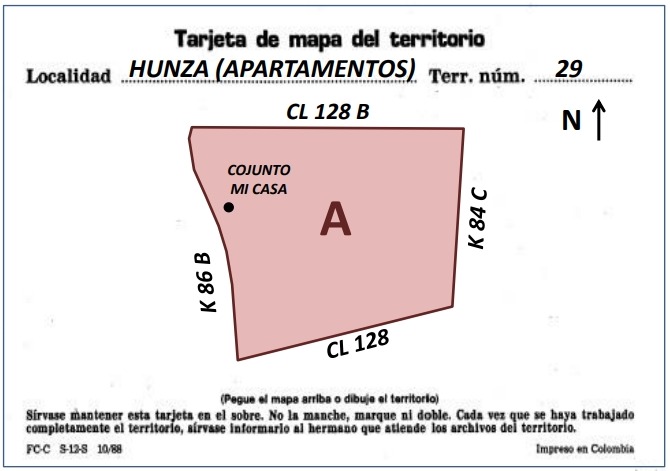 Tarjeta de mapa del territorio
Localidad HUNZA (APARTAMENTOS) Terr. núm. 29
CL 128 B
N
COJUNTO
MI CASA
A
K 84 C
K 86 B
CL 128
(Pegue el mapa arriba o dibuje el territorio)
Sírvase mantener esta tarjeta en el sobre. No la manche, marque ni doble. Cada vez que se haya trabajado
completamente el territorio, sírvase informarlo al hermano que atiende los archivos del territorio.
FC-C S-12-S 10/88 Impreso en Colombia